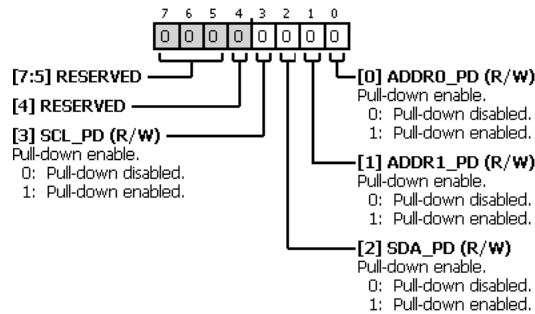 7 6 5 4 3 2 1 0
0 0 0 0 0 0 0 0
[7:5] RESERVED
[4] RESERVED
[3] SCL_PD (R/W)
Pull-down enable.
0: Pull-down disabled.
1: Pull-down enabled.
[0] ADDR0_PD (R/W)
Pull-down enable.
0: Pull-down disabled.
1: Pull-down enabled.
[1] ADDR1_PD (R/W)
Pull-down enable.
0: Pull-down disabled.
1: Pull-down enabled.
[2] SDA_PD (R/W)
Pull-down enable.
0: Pull-down disabled.
1: Pull-down enabled.